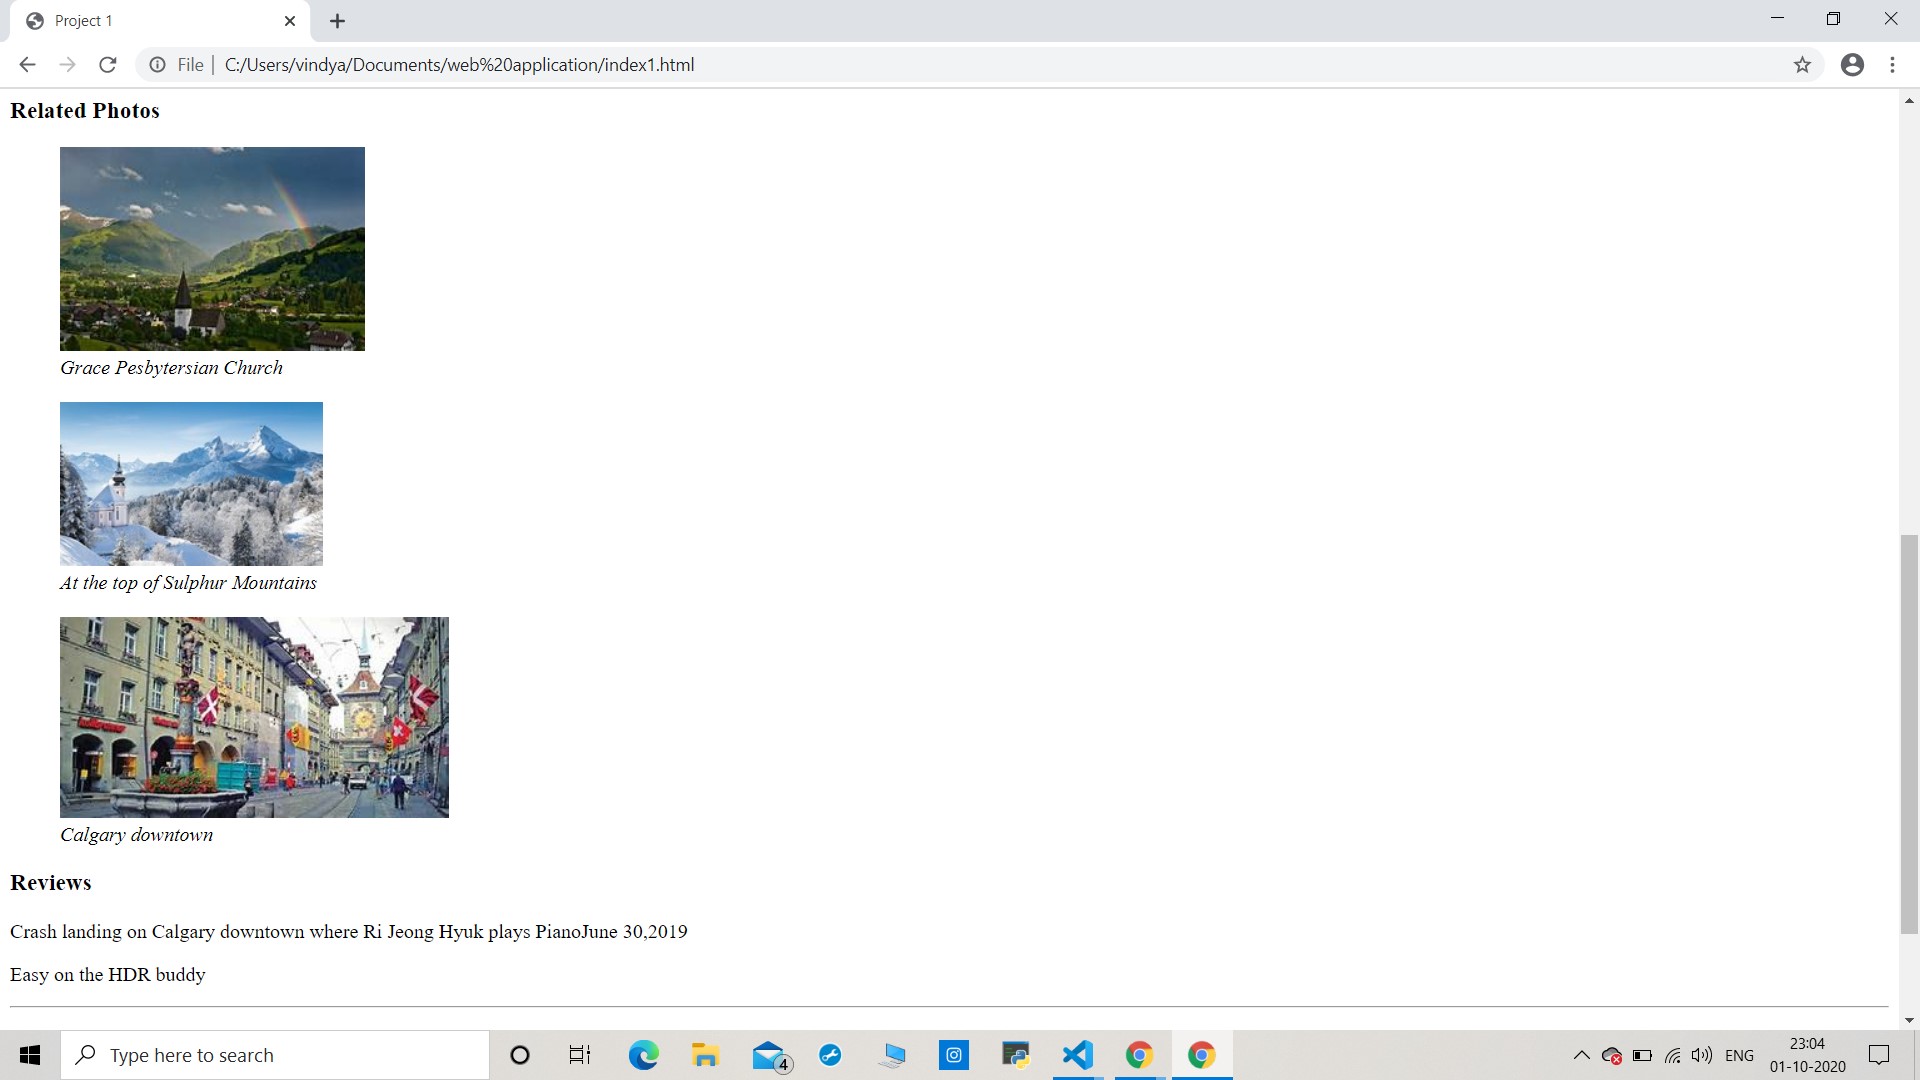 Project 1
File | C:/Users/vindya/Documents/web%20application/index1.html
Related Photos
Grace Pesbytersian Church
At the top of Sulphur Mountains
Calgary downtown
Reviews
Crash landing on Calgary downtown where Ri Jeong Hyuk plays PianoJune 30,2019
Easy on the HDR buddy
Type here to search
4
ENG
23:04
01-10-2020